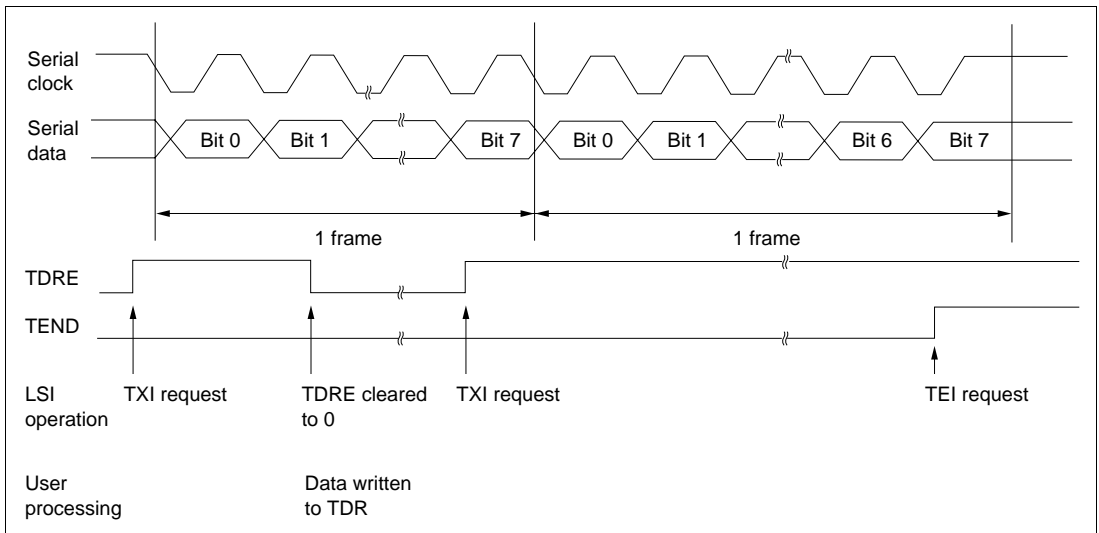 Serial
clock
Serial
data
Bit 0 Bit 1 Bit 7 Bit 0 Bit 1 Bit 6 Bit 7
1 frame 1 frame
TDRE
TEND
LSI
operation
TXI request
TDRE cleared
to 0
TXI request
TEI request
User
processing
Data written
to TDR